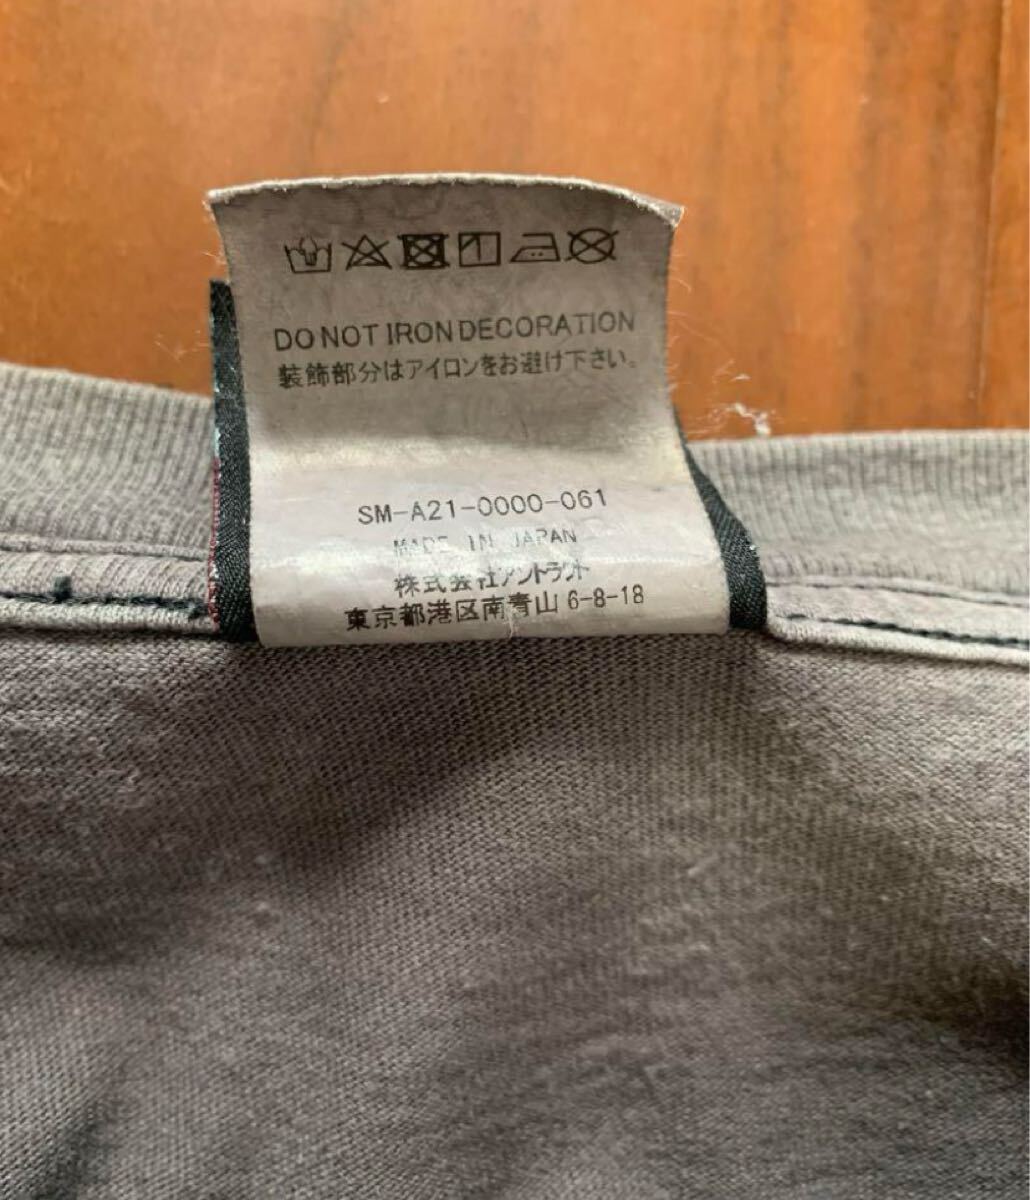 DO NOT IRON DECORATION
装飾部分はアイロンをお避け下さい。
SM-A21-0000-061
MADE IN JAPAN
株式会社アントラクト
東京都港区南青山 6-8-18